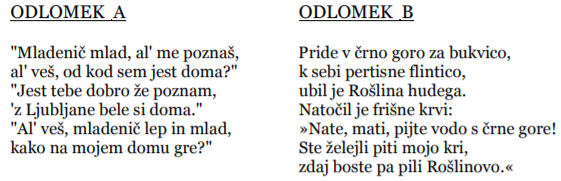 ODLOMEK A
"Mladenič mlad, al' me poznaš,
al' veš, od kod sem jest doma?"
"Jest tebe dobro že poznam,
'z Ljubljane bele si doma."
"Al' veš, mladenič lep in mlad,
kako na mojem domu gre?"
ODLOMEK B
Pride v črno goro za bukvico,
k sebi pertisne flintico,
ubil je Rošlina hudega.
Natočil je frišne krvi:
»Nate, mati, pijte vodo s črne gore!
Ste želejli piti mojo kri,
zdaj boste pa pili Rošlinovo.«